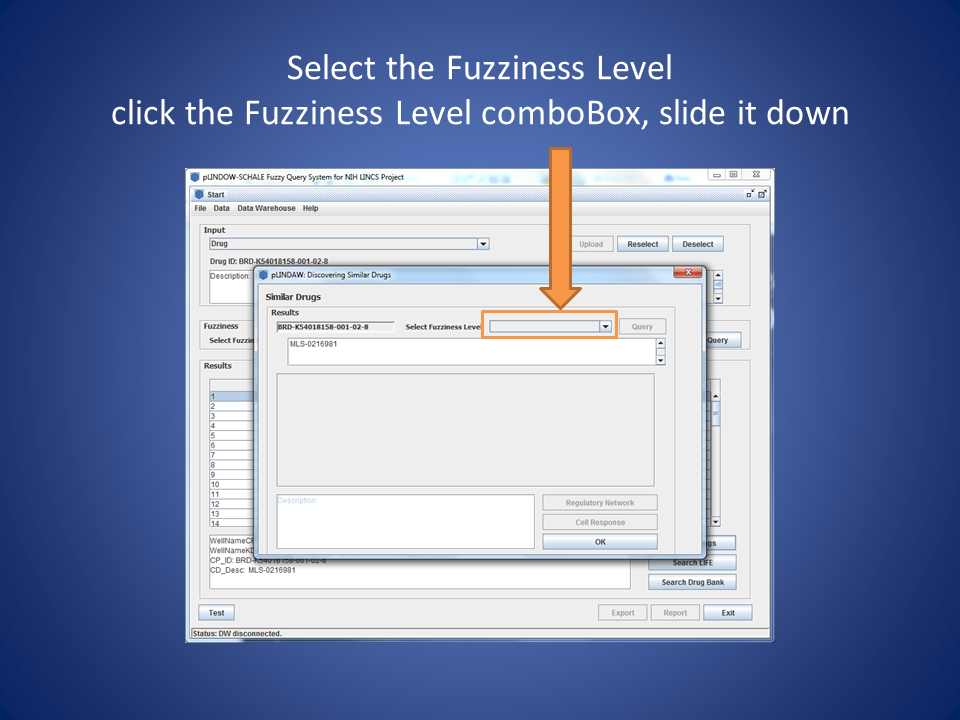 Select the Fuzziness Level
click the Fuzziness Level comboBox, slide it down
pLINDOW-SCHALE Fuzzy Query System for NIH LINCS Project
Start
File Data Data Warehouse Help
Input
Drug
Upload Reselect Deselect
Drug ID: BRD-K54018158-001-02-8
Description:
pLINDAW: Discovering Similar Drugs
Similar Drugs
Results
BRD-K54018158-001-02-8 Select Fuzziness Level Query
MLS-0216981
Fuzziness
Select Fuzzin
Query
Results
1
2
3
4
5
6
7
8
9
10
11
12
13
14
Description:
Regulatory Network
Cell Response
OK
WellNameCP
WellNameKD
CP_ID: BRD-K54018158-001-02-8
CD_Desc: MLS-0216981
gs
Search LIFE
Search Drug Bank
Test Export Report Exit
Status: DW disconnected.